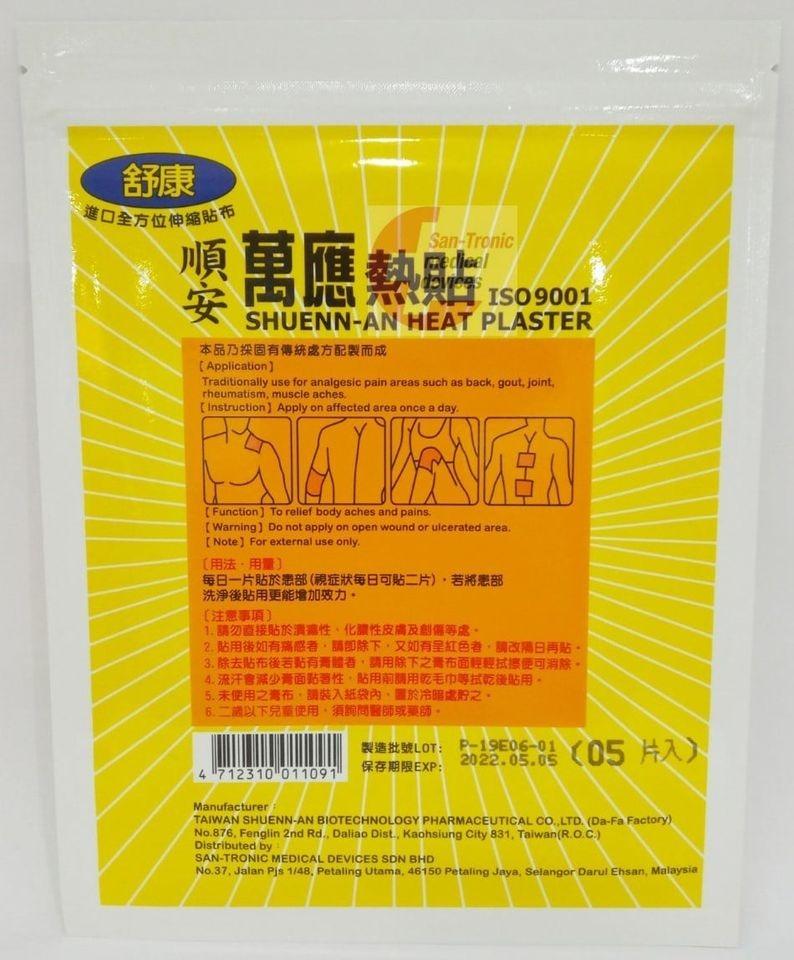 舒康
進口全方位伸縮貼布
順安 萬應熱貼 ISO9001
San-Tronic
medical
devices
SHUENN-AN HEAT PLASTER
本品乃採固有傳統處方配製而成
[Application]
Traditionally use for analgesic pain areas such as back, gout, joint,
rheumatism, muscle aches.
[Instruction] Apply on affected area once a day.
[Function] To relief body aches and pains.
[Warning] Do not apply on open wound or ulcerated area.
[Note] For external use only.
〔用法·用量〕
每日一片貼於患部(視症狀每日可貼二片)，若將患部
洗淨後貼用更能增加效力。
〔注意事項〕
1. 請勿直接貼於潰瘍性、化膿性皮膚及創傷等處。
2. 貼用後如有痛感者，請即除下，又如有呈紅色者，請改隔日再貼。
3. 除去貼布後若黏有膏體者，請用除下之膏布面輕輕拭擦便可消除。
4. 流汗會減少膏面黏著性，貼用前請用乾毛巾等拭乾後貼用。
5. 未使用之膏布，請裝入紙袋內，置於冷暗處貯之。
6. 二歲以下兒童使用，須詢問醫師或藥師。
4 712310 011091
製造批號LOT: P-19E06-01
保存期限EXP: 2022.05.05
(05 片入)
Manufacturer :
TAIWAN SHUENN-AN BIOTECHNOLOGY PHARMACEUTICAL CO.,LTD. (Da-Fa Factory)
No.876, Fenglin 2nd Rd., Daliao Dist., Kaohsiung City 831, Taiwan(R.O.C.)
Distributed by :
SAN-TRONIC MEDICAL DEVICES SDN BHD
No.37, Jalan Pjs 1/48, Petaling Utama, 46150 Petaling Jaya, Selangor Darul Ehsan, Malaysia